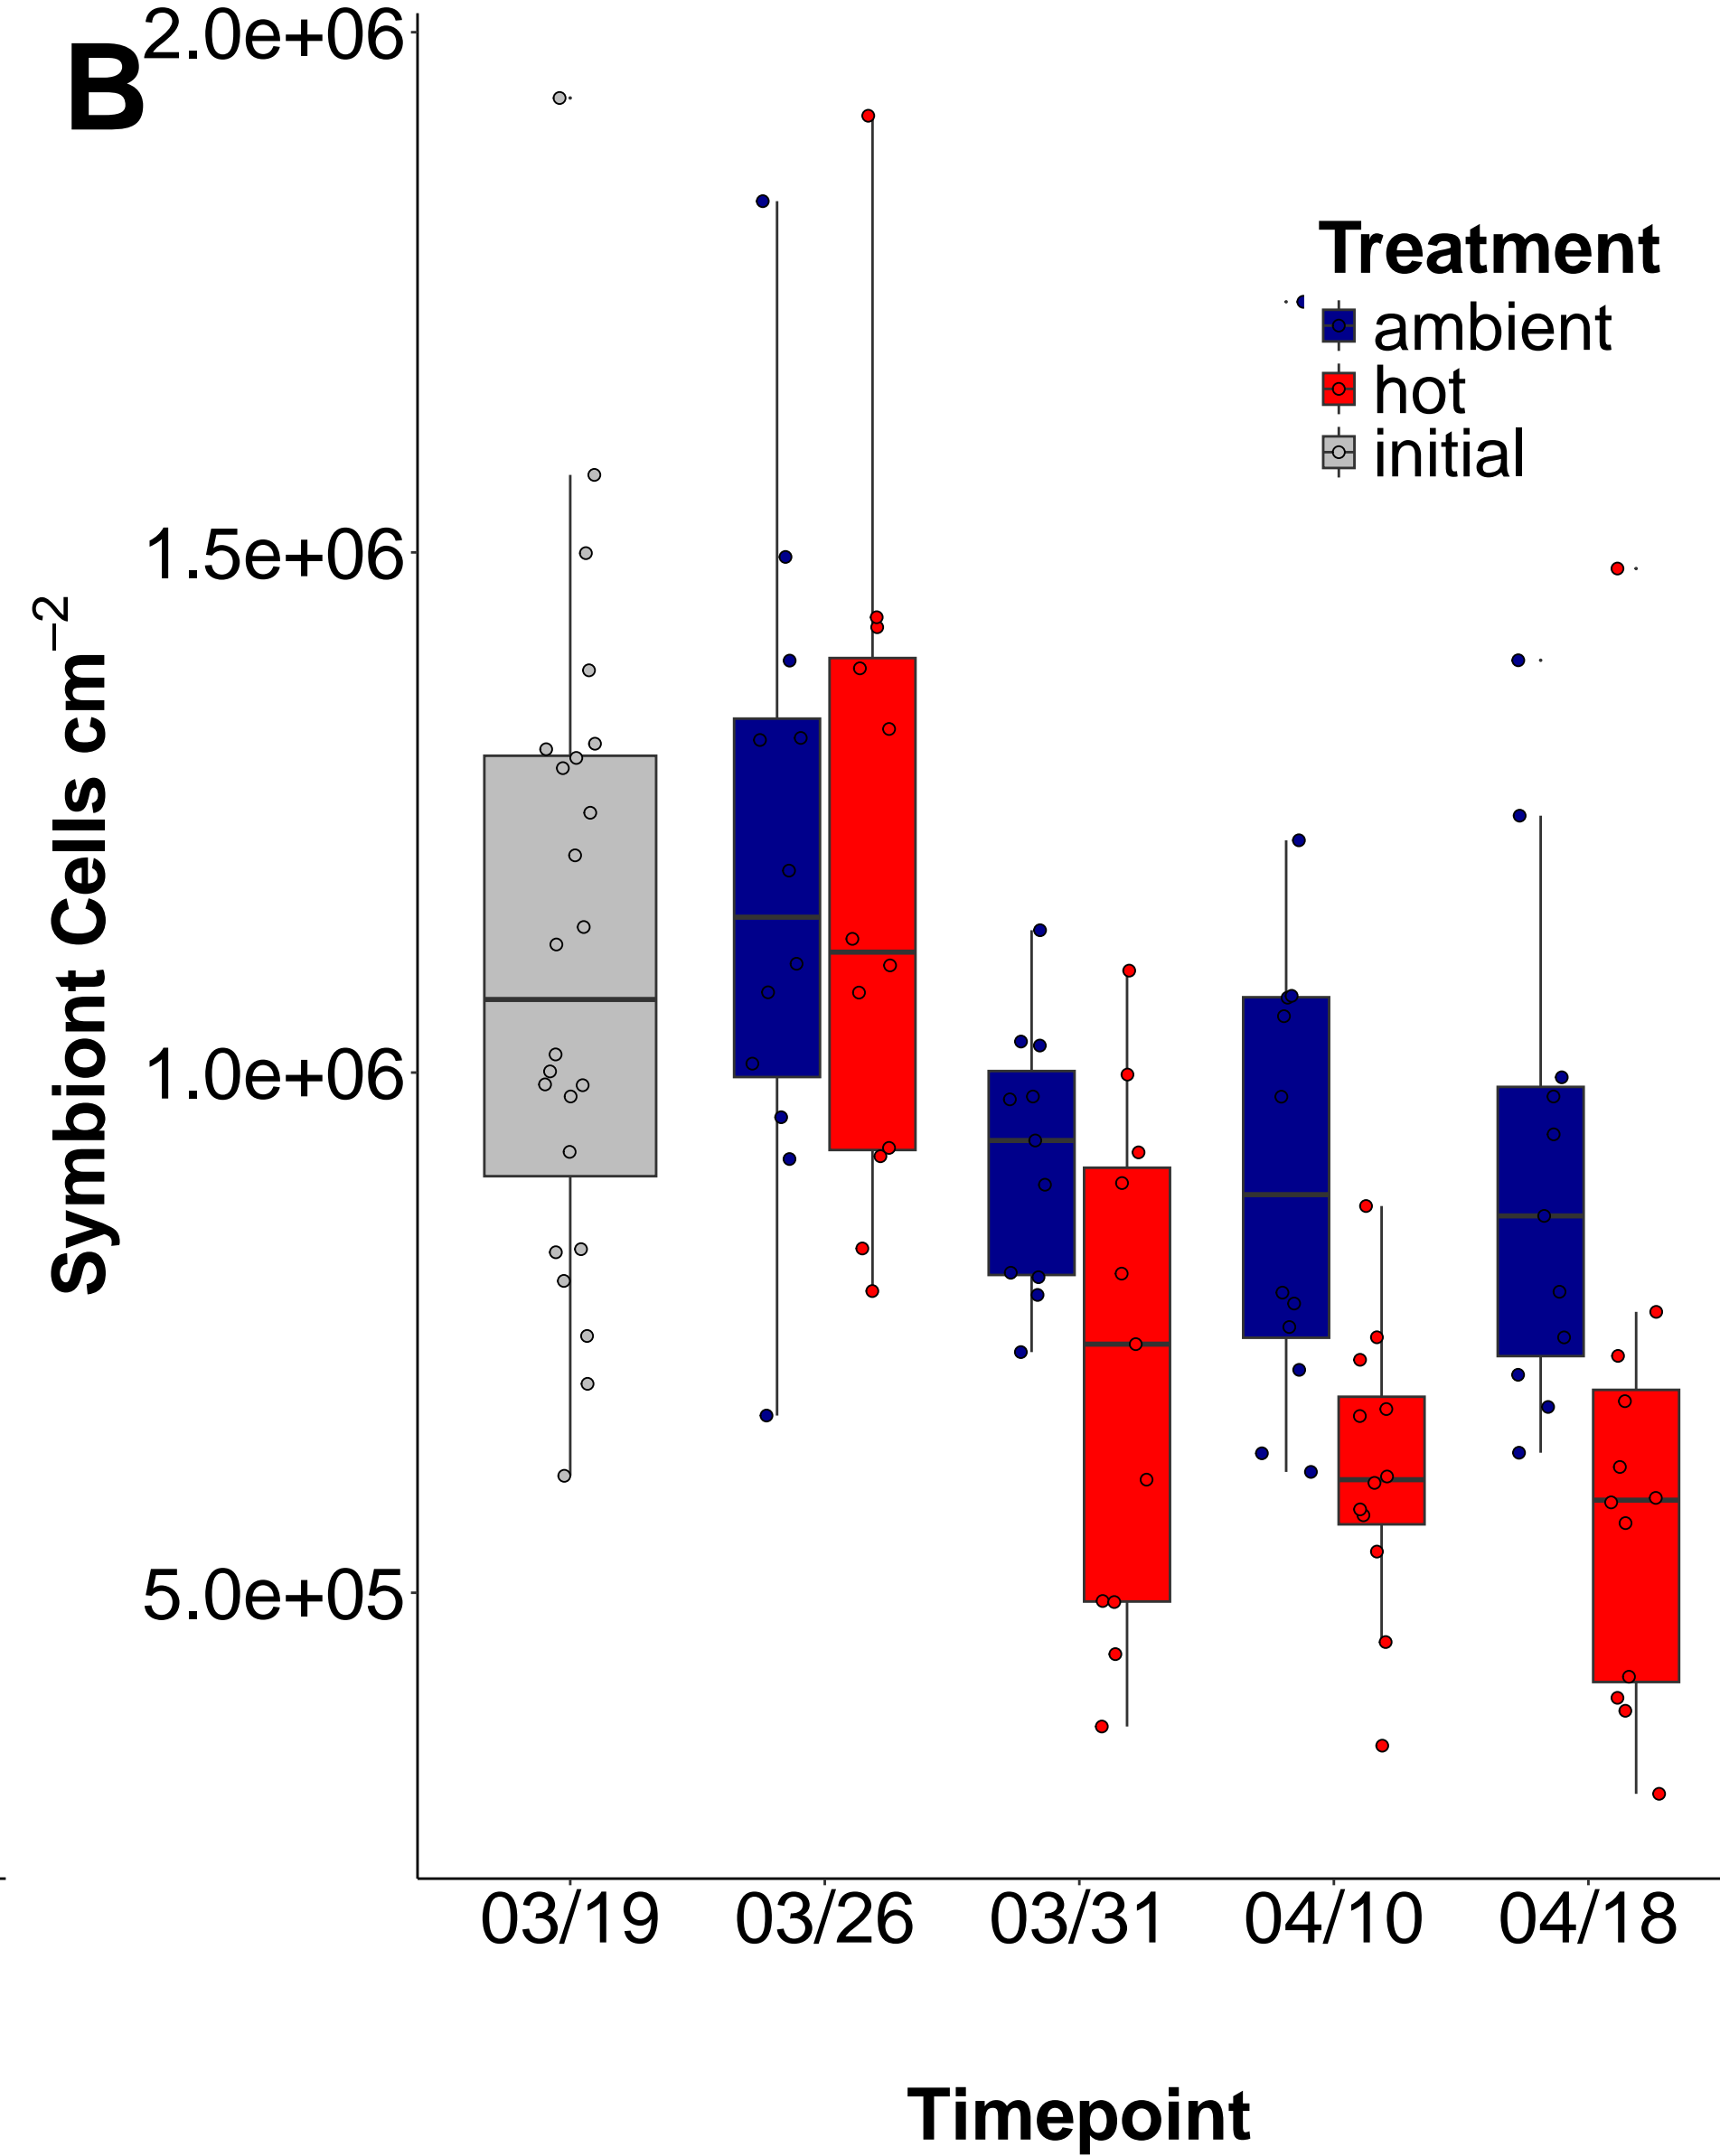 B
2.0e+06
1.5e+06
1.0e+06
5.0e+05
Symbiont Cells cm−2
Treatment
ambient
hot
initial
03/19 03/26 03/31 04/10 04/18
Timepoint